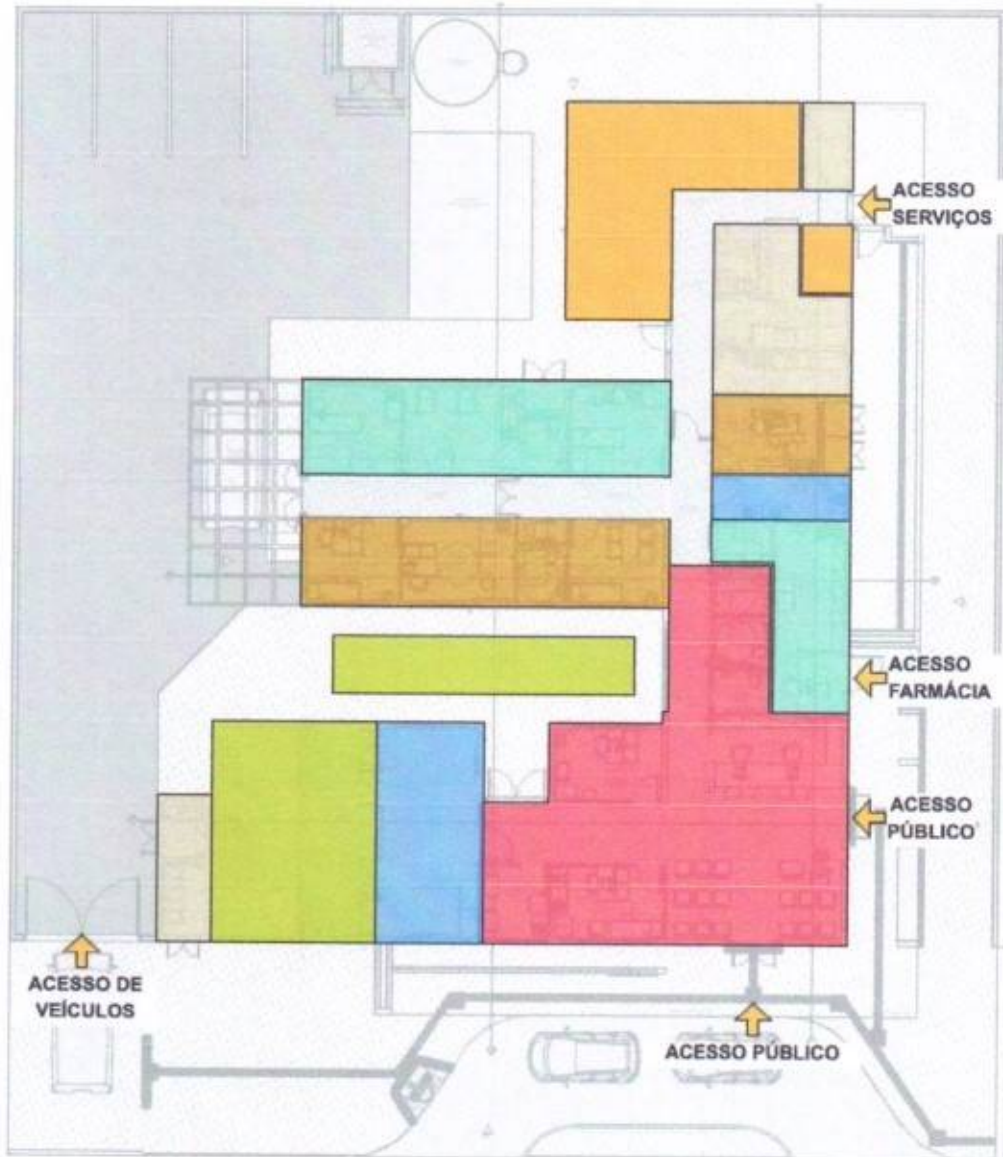 ACESSO
SERVIÇOS
ACESSO
FARMÁCIA
ACESSO
PÚBLICO
ACESSO DE
VEÍCULOS
ACESSO PÚBLICO